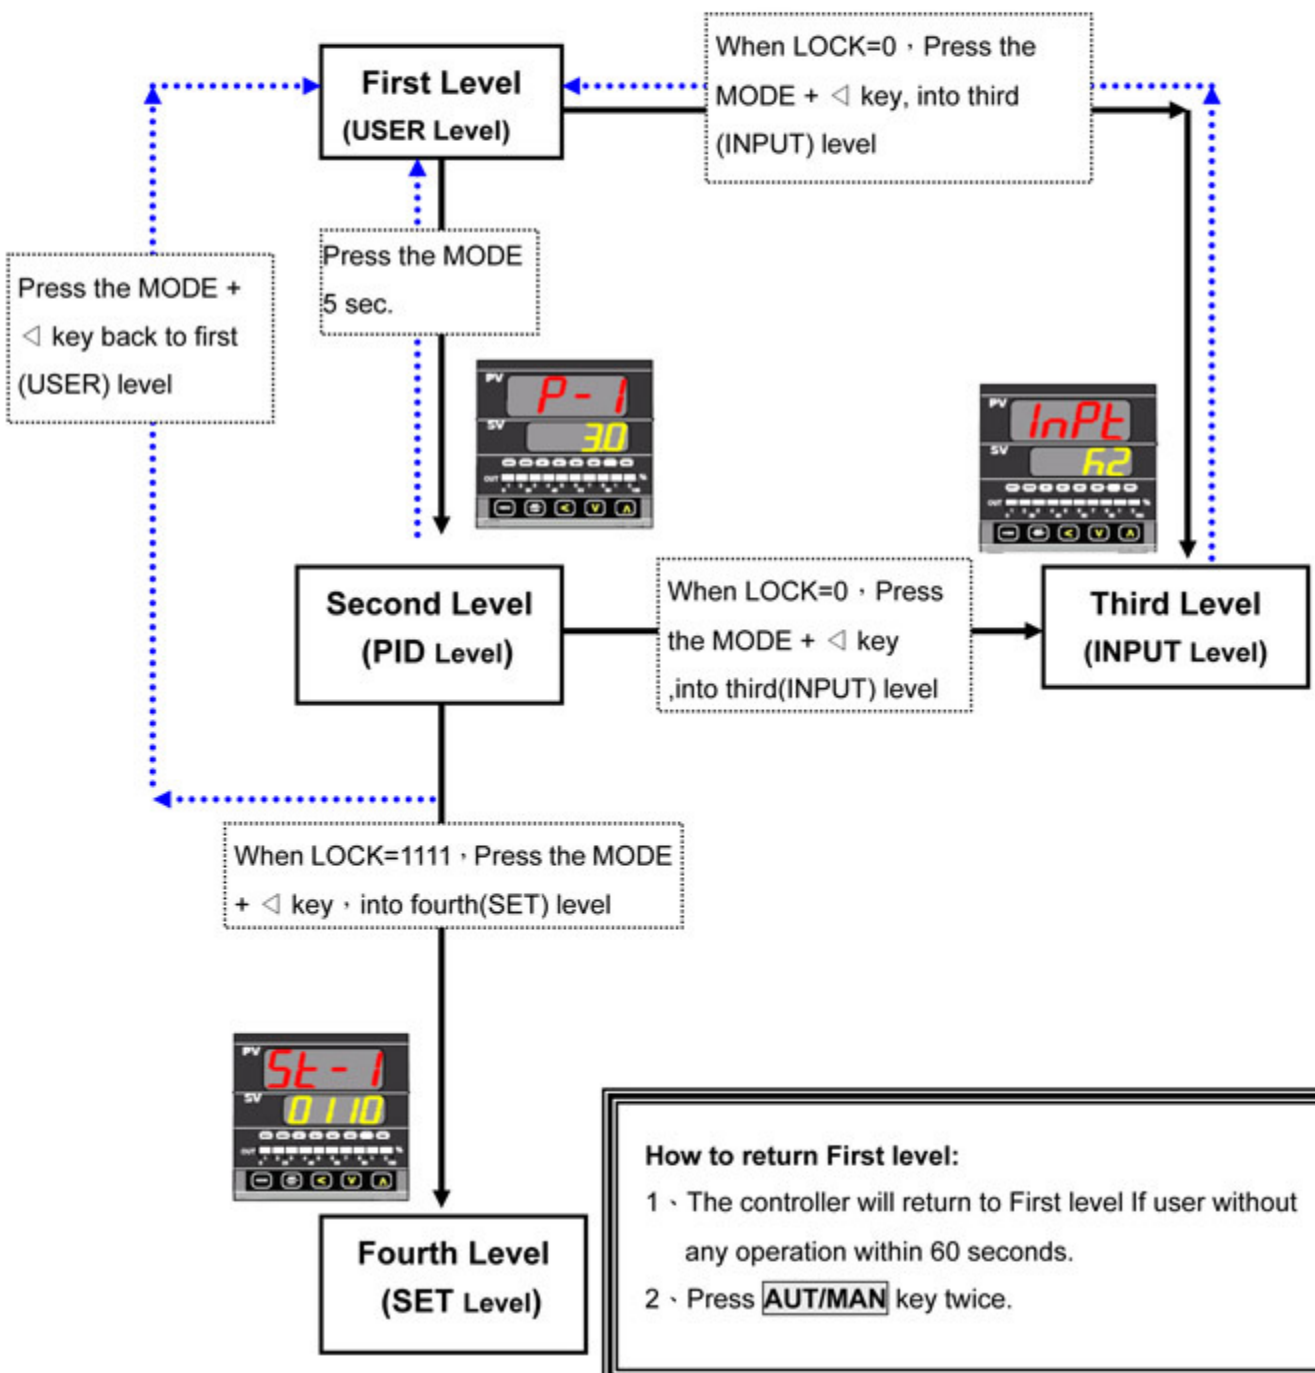 First Level
(USER Level)
When LOCK=0，Press the
MODE + ◁ key, into third
(INPUT) level
Press the MODE +
◁ key back to first
(USER) level
Press the MODE
5 sec.
PV
P-1
SV
3.0
OUT
%
PV
InPt
SV
OUT
%
Second Level
(PID Level)
When LOCK=0，Press
the MODE + ◁ key
,into third(INPUT) level
Third Level
(INPUT Level)
When LOCK=1111，Press the MODE
+ ◁ key，into fourth(SET) level
PV
St-1
SV
0110
OUT
%
Fourth Level
(SET Level)
How to return First level:
1、The controller will return to First level If user without
any operation within 60 seconds.
2、Press AUT/MAN key twice.